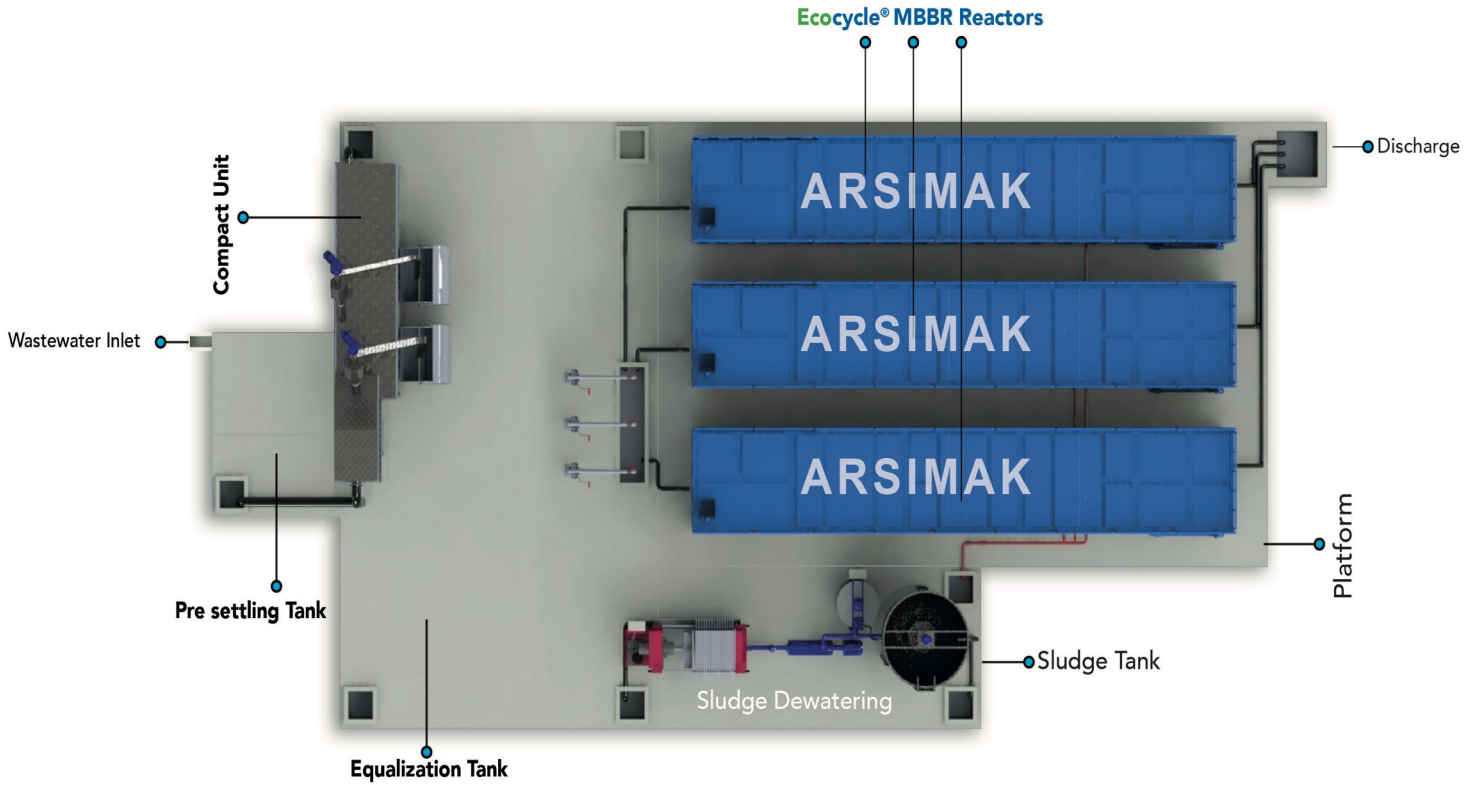 Ecocycle® MBBR Reactors
Discharge
Compact Unit
ARSIMAK
Wastewater Inlet
ARSIMAK
ARSIMAK
Platform
Pre settling Tank
Sludge Tank
Sludge Dewatering
Equalization Tank